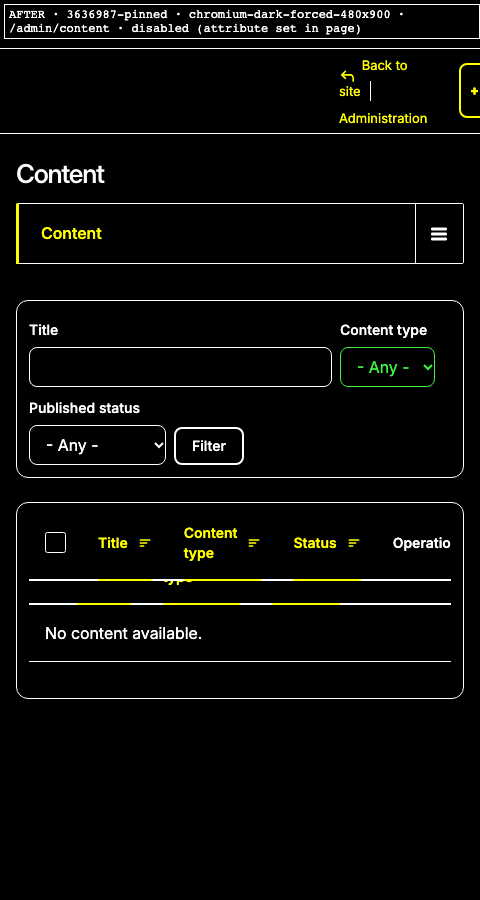 AFTER · 3636987-pinned · chromium-dark-forced-480x900 ·
/admin/content · disabled (attribute set in page)
Back to
site
Administration
+
Content
Content
Title
Content type
- Any -
Published status
- Any -
Filter
Title
Content
type
Status
Operatio
type
No content available.